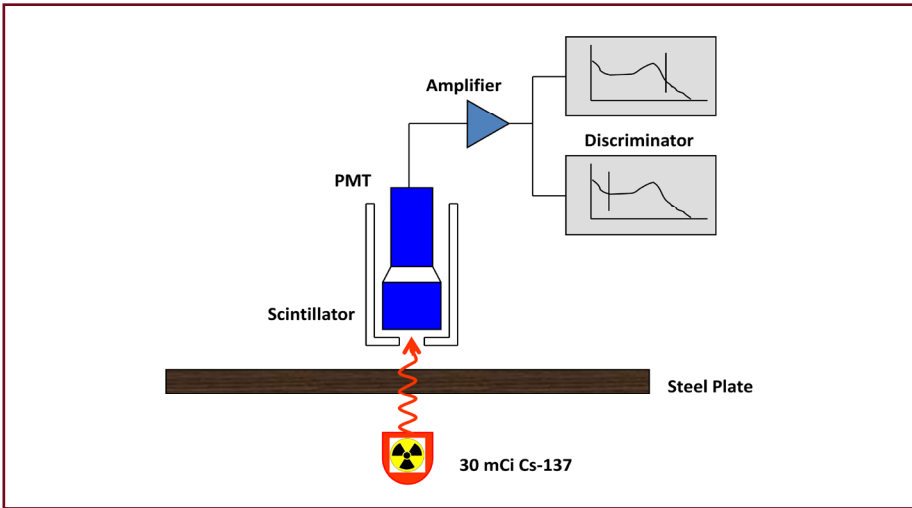 Amplifier
Discriminator
PMT
Scintillator
Steel Plate
30 mCi Cs-137